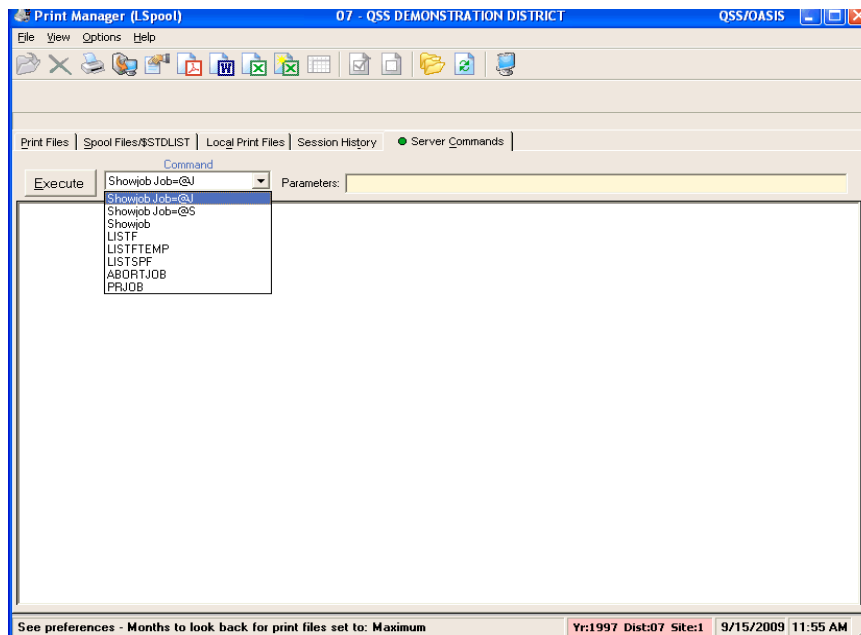 Print Manager (LSpool) 07 - QSS DEMONSTRATION DISTRICT QSS/OASIS
File View Options Help
Print Files Spool Files/$STDLIST Local Print Files Session History Server Commands
Command
Execute Showjob Job=@J Parameters:
Showjob Job=@J
Showjob Job=@S
Showjob
LISTF
LISTFTEMP
LISTSPF
ABORTJOB
PRJOB
See preferences - Months to look back for print files set to: Maximum Yr:1997 Dist:07 Site:1 9/15/2009 11:55 AM